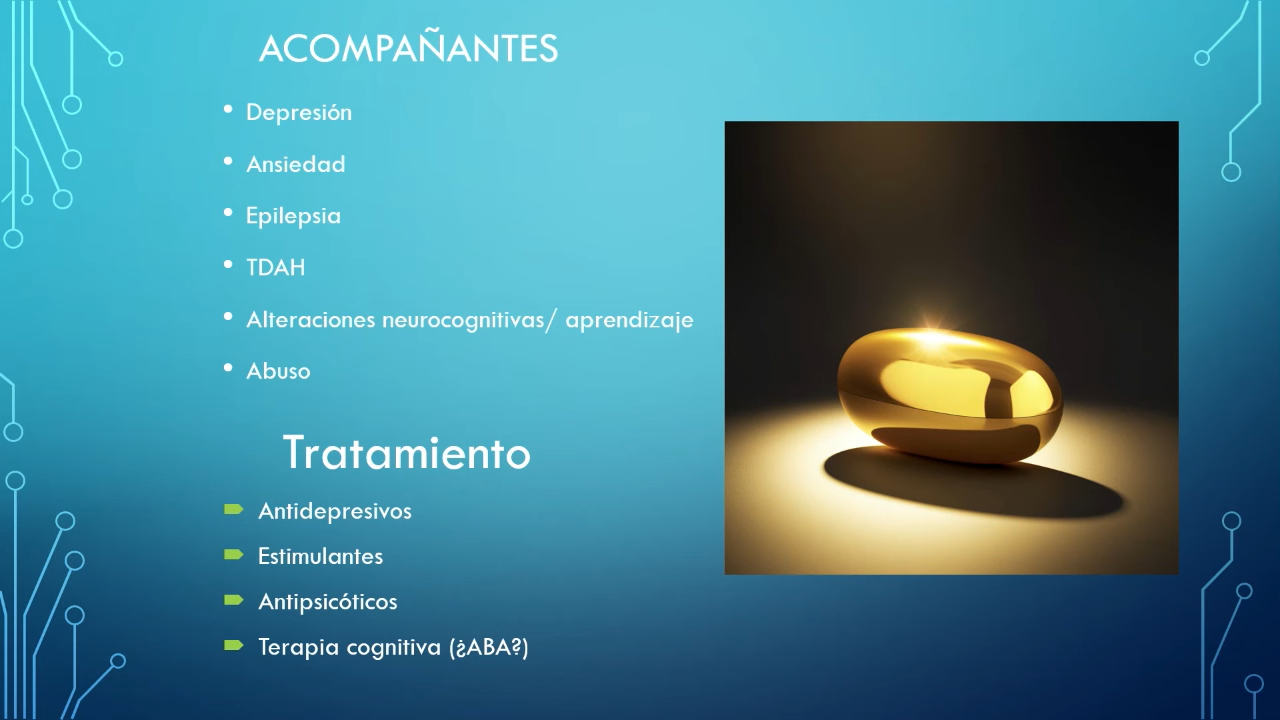 ACOMPAÑANTES
Depresión
Ansiedad
Epilepsia
TDAH
Alteraciones neurocognitivas/ aprendizaje
Abuso
Tratamiento
Antidepresivos
Estimulantes
Antipsicóticos
Terapia cognitiva (¿ABA?)